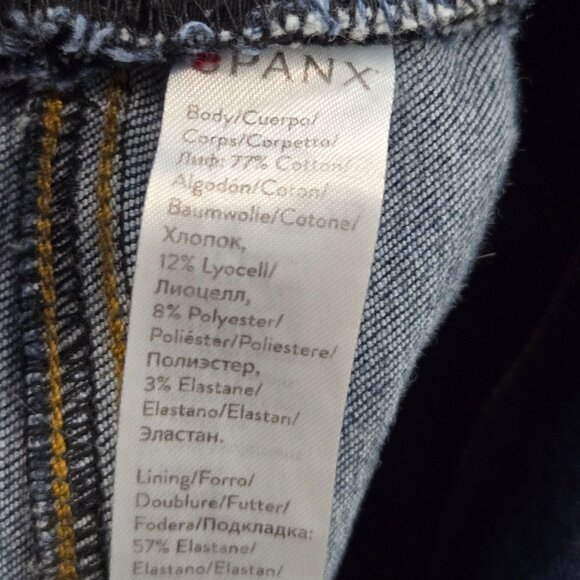 SPANX
Body/Cuerpo/
Corps/Corpetto/
Лиф: 77% Cotton/
Algodón/Coton/
Baumwolle/Cotone/
Хлопок,
12% Lyocell/
Лиоцелл,
8% Polyester/
Poliéster/Poliestere/
Полиэстер,
3% Elastane/
Elastano/Elastan/
Эластан.
Lining/Forro/
Doublure/Futter/
Fodera/Подкладка:
57% Elastane/
Elastano/Elastan/